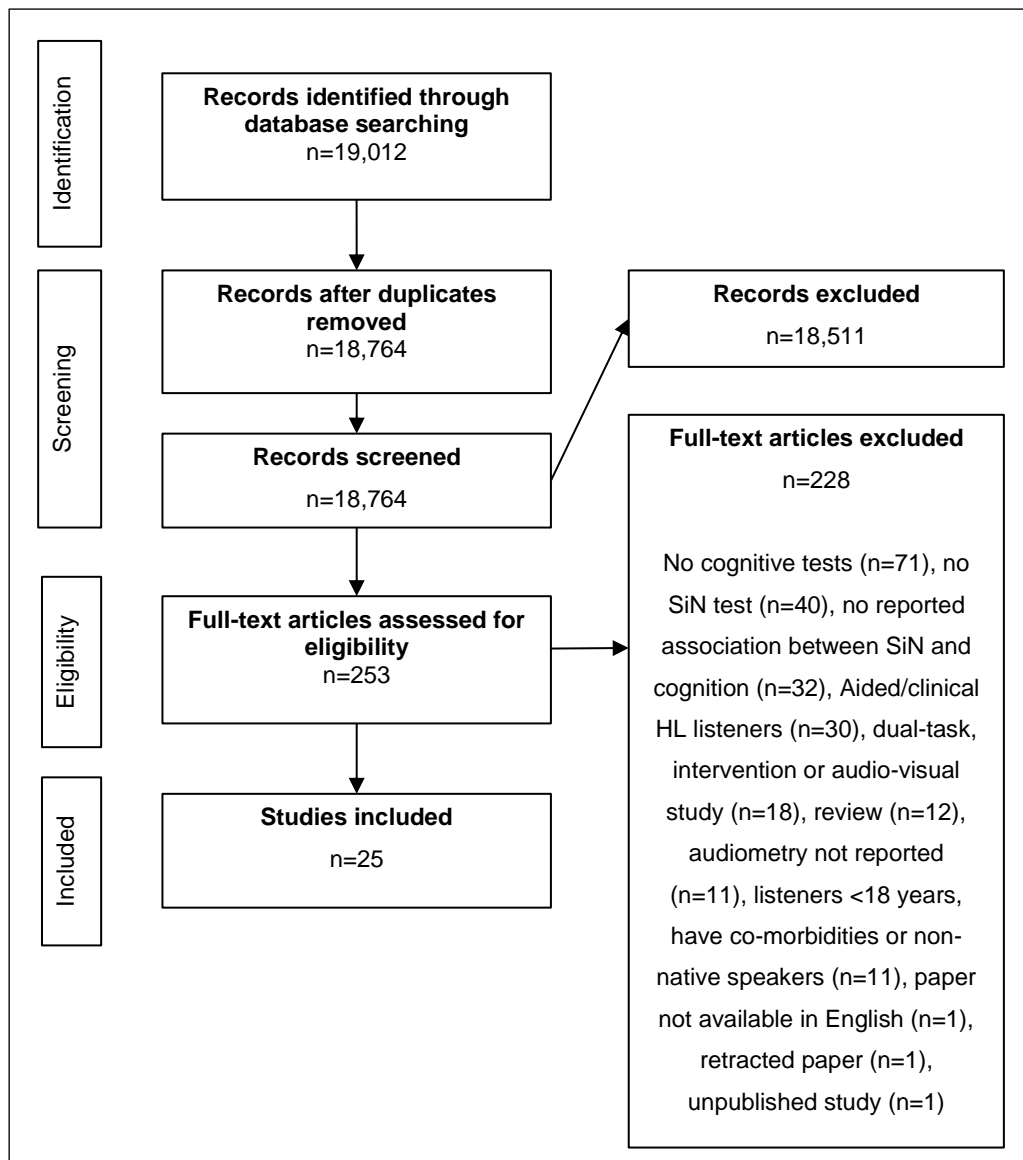 Identification
Records identified through
database searching
n=19,012
Screening
Records after duplicates
removed
n=18,764
Records excluded
n=18,511
Records screened
n=18,764
Eligibility
Full-text articles assessed for
eligibility
n=253
Full-text articles excluded
n=228
No cognitive tests (n=71), no
SiN test (n=40), no reported
association between SiN and
cognition (n=32), Aided/clinical
HL listeners (n=30), dual-task,
intervention or audio-visual
study (n=18), review (n=12),
audiometry not reported
(n=11), listeners <18 years,
have co-morbidities or non-
native speakers (n=11), paper
not available in English (n=1),
retracted paper (n=1),
unpublished study (n=1)
Included
Studies included
n=25